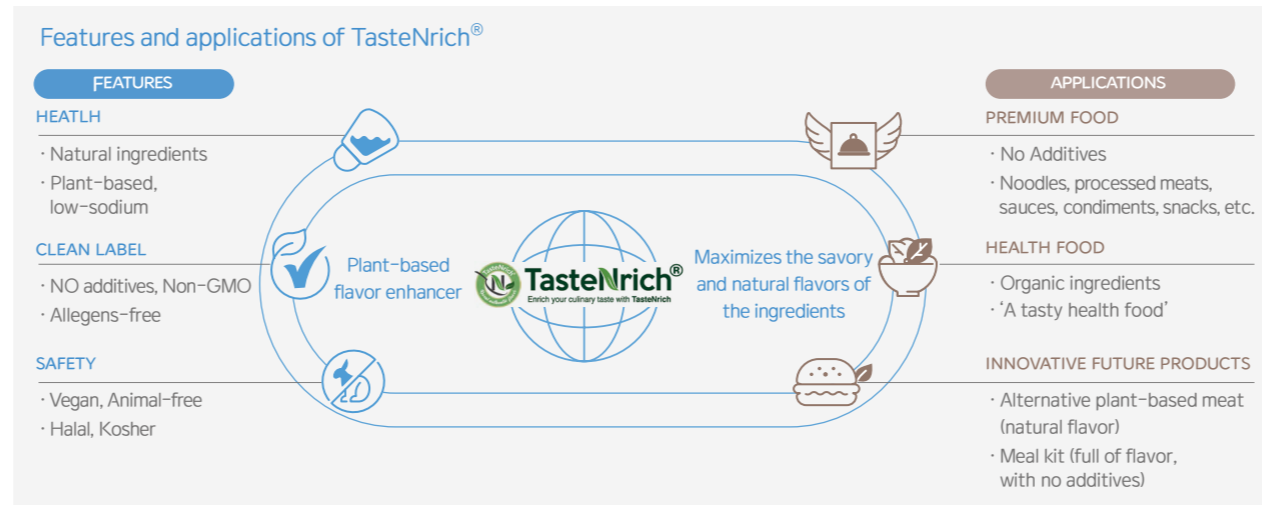 Features and applications of TasteNrich®
FEATURES
HEATLH
· Natural ingredients
· Plant-based,
low-sodium
CLEAN LABEL
· NO additives, Non-GMO
· Allegens-free
SAFETY
· Vegan, Animal-free
· Halal, Kosher
Plant-based
flavor enhancer
N
TasteNrich®
Enrich your culinary taste with TasteNrich
Maximizes the savory
and natural flavors of
the ingredients
APPLICATIONS
PREMIUM FOOD
· No Additives
· Noodles, processed meats,
sauces, condiments, snacks, etc.
HEALTH FOOD
· Organic ingredients
· ‘A tasty health food’
INNOVATIVE FUTURE PRODUCTS
· Alternative plant-based meat
(natural flavor)
· Meal kit (full of flavor,
with no additives)